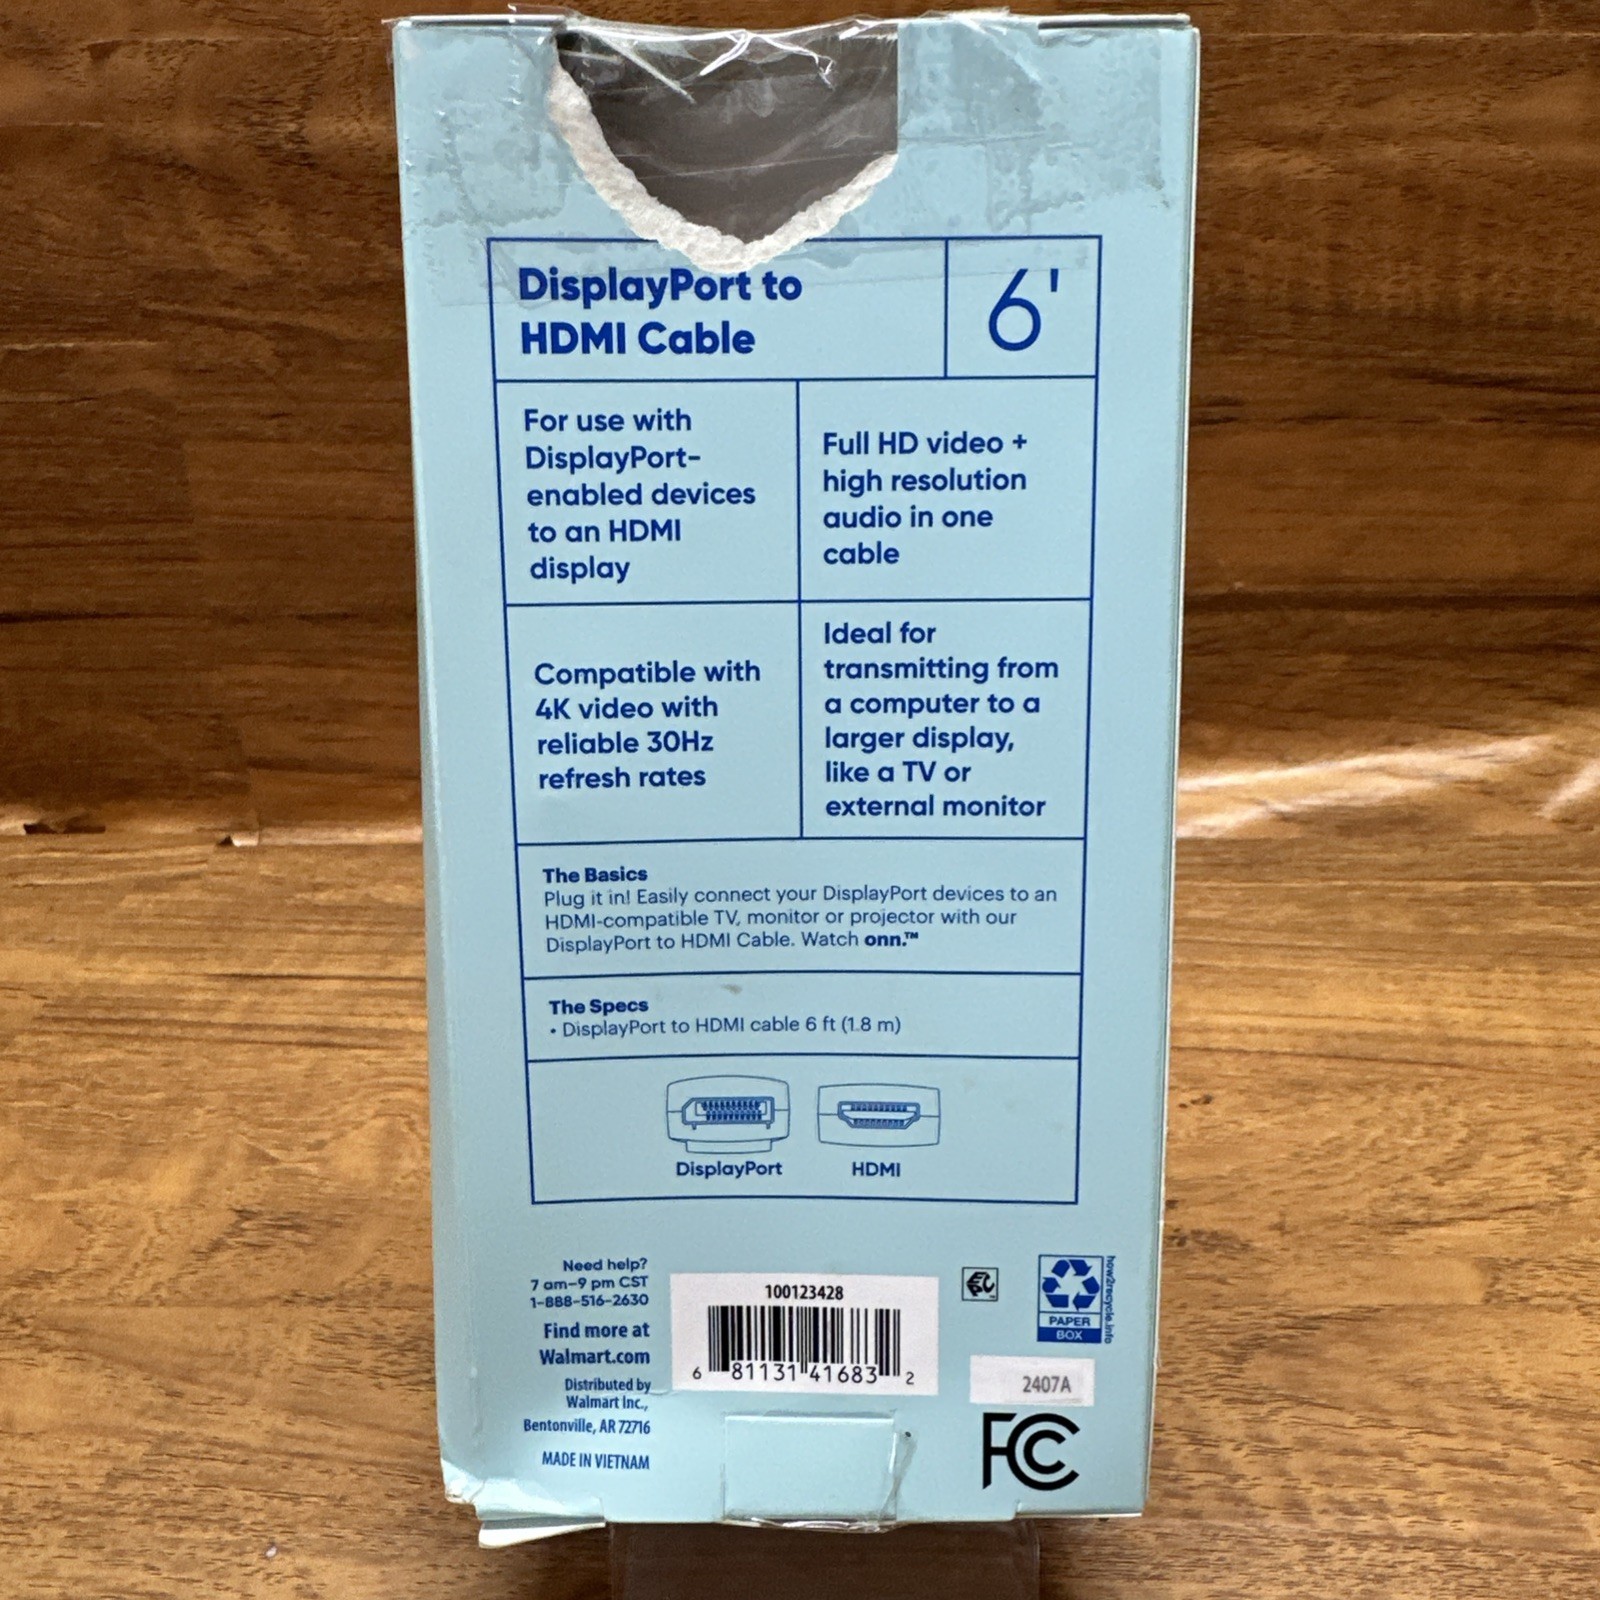 DisplayPort to
HDMI Cable
6'
For use with
DisplayPort-
enabled devices
to an HDMI
display
Full HD video +
high resolution
audio in one
cable
Compatible with
4K video with
reliable 30Hz
refresh rates
Ideal for
transmitting from
a computer to a
larger display,
like a TV or
external monitor
The Basics
Plug it in! Easily connect your DisplayPort devices to an
HDMI-compatible TV, monitor or projector with our
DisplayPort to HDMI Cable. Watch onn.™
The Specs
• DisplayPort to HDMI cable 6 ft (1.8 m)
DisplayPort
HDMI
Need help?
7 am–9 pm CST
1-888-516-2630
Find more at
Walmart.com
Distributed by
Walmart Inc.,
Bentonville, AR 72716
MADE IN VIETNAM
100123428
6 81131 41683 2
PAPER
BOX
how2recycle.info
2407A
FC